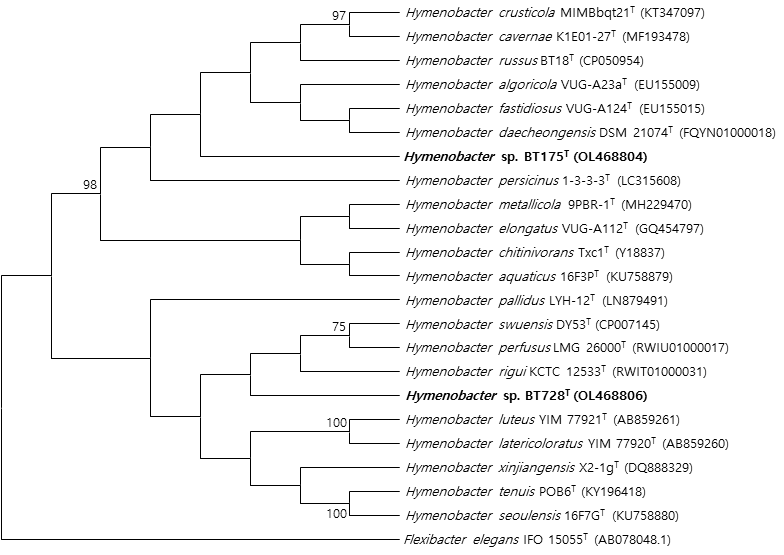 97 Hymenobacter crusticola MIMBbqt21ᵀ (KT347097)
Hymenobacter cavernae K1E01-27ᵀ (MF193478)
Hymenobacter russus BT18ᵀ (CP050954)
Hymenobacter algoricola VUG-A23aᵀ (EU155009)
Hymenobacter fastidiosus VUG-A124ᵀ (EU155015)
Hymenobacter daecheongensis DSM 21074ᵀ (FQYN01000018)
Hymenobacter sp. BT175ᵀ (OL468804)
98 Hymenobacter persicinus 1-3-3-3ᵀ (LC315608)
Hymenobacter metallicola 9PBR-1ᵀ (MH229470)
Hymenobacter elongatus VUG-A112ᵀ (GQ454797)
Hymenobacter chitinivorans Txc1ᵀ (Y18837)
Hymenobacter aquaticus 16F3Pᵀ (KU758879)
Hymenobacter pallidus LYH-12ᵀ (LN879491)
75 Hymenobacter swuensis DY53ᵀ (CP007145)
Hymenobacter perfusus LMG 26000ᵀ (RWIU01000017)
Hymenobacter rigui KCTC 12533ᵀ (RWIT01000031)
Hymenobacter sp. BT728ᵀ (OL468806)
100 Hymenobacter luteus YIM 77921ᵀ (AB859261)
Hymenobacter latericoloratus YIM 77920ᵀ (AB859260)
Hymenobacter xinjiangensis X2-1gᵀ (DQ888329)
Hymenobacter tenuis POB6ᵀ (KY196418)
100 Hymenobacter seoulensis 16F7Gᵀ (KU758880)
Flexibacter elegans IFO 15055ᵀ (AB078048.1)